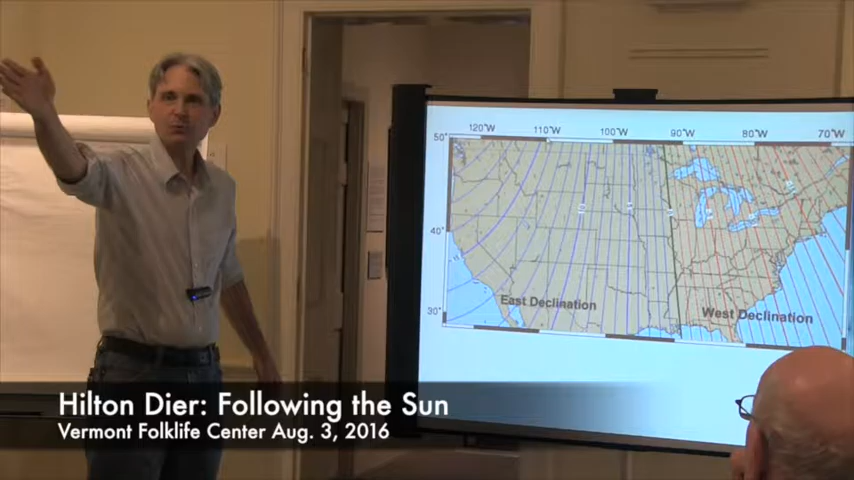 120°W 110°W 100°W 90°W 80°W 70°W
50°
40°
30°
East Declination
West Declination
Hilton Dier: Following the Sun
Vermont Folklife Center Aug. 3, 2016